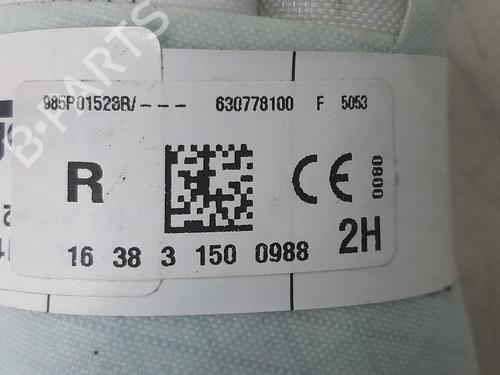 985P01528R/--- 630778100 F 5053
R CE 0080
16 38 3 150 0988 2H
B-PARTS